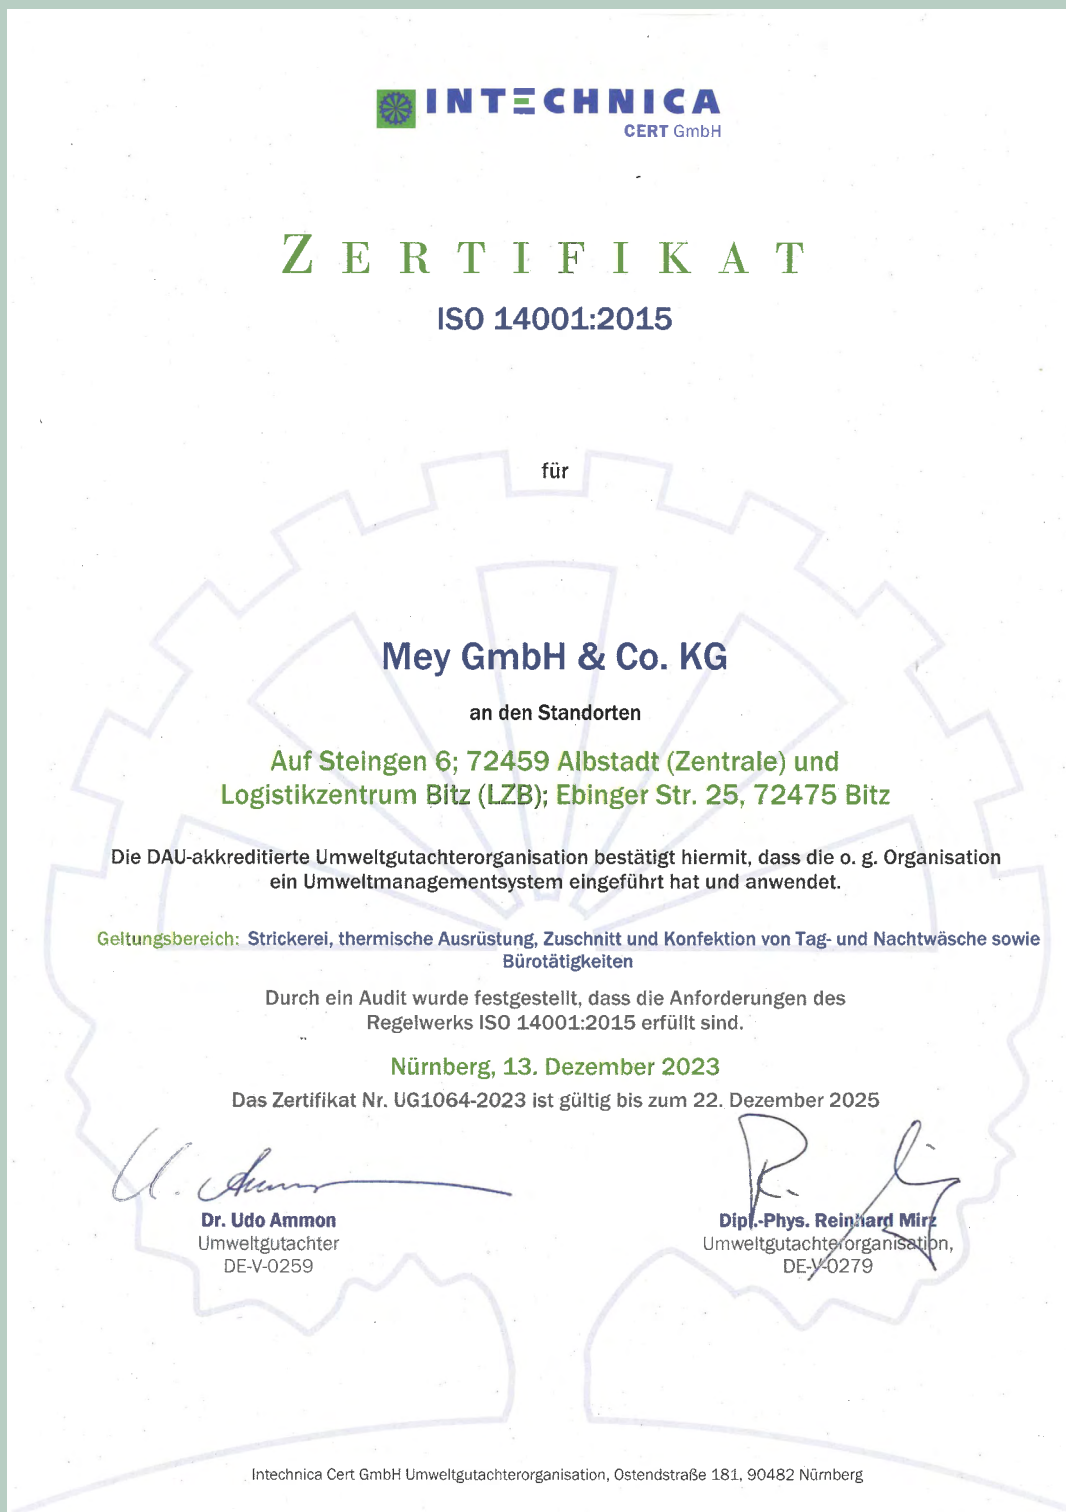 INTECHNICA
CERT GmbH
ZERTIFIKAT
ISO 14001:2015
für
Mey GmbH & Co. KG
an den Standorten
Auf Steingen 6; 72459 Albstadt (Zentrale) und
Logistikzentrum Bitz (LZB); Ebinger Str. 25, 72475 Bitz
Die DAU-akkreditierte Umweltgutachterorganisation bestätigt hiermit, dass die o. g. Organisation
ein Umweltmanagementsystem eingeführt hat und anwendet.
Geltungsbereich: Strickerei, thermische Ausrüstung, Zuschnitt und Konfektion von Tag- und Nachtwäsche sowie
Bürotätigkeiten
Durch ein Audit wurde festgestellt, dass die Anforderungen des
Regelwerks ISO 14001:2015 erfüllt sind.
Nürnberg, 13. Dezember 2023
Das Zertifikat Nr. UG1064-2023 ist gültig bis zum 22. Dezember 2025
Dr. Udo Ammon
Umweltgutachter
DE-V-0259
Dipl.-Phys. Reinhard Mirz
Umweltgutachterorganisation,
DE-V-0279
Intechnica Cert GmbH Umweltgutachterorganisation, Ostendstraße 181, 90482 Nürnberg